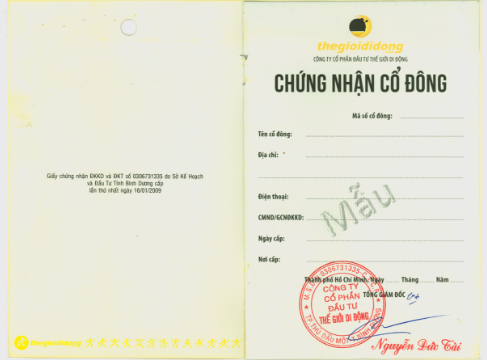 Giấy chứng nhận ĐKKD và ĐKT số 0306731335 do Sở Kế Hoạch
và Đầu Tư Tỉnh Bình Dương cấp
lần thứ nhất ngày 16/01/2009
thegioididong
thegioididong
CÔNG TY CỔ PHẦN ĐẦU TƯ THẾ GIỚI DI ĐỘNG
CHỨNG NHẬN CỔ ĐÔNG
Mã số cổ đông:
Tên cổ đông:
Địa chỉ:
Điện thoại:
Mẫu
CMND/GCNĐKKD:
Ngày cấp:
Nơi cấp:
Thành phố Hồ Chí Minh, Ngày Tháng Năm
TỔNG GIÁM ĐỐC
0306731335
CÔNG TY
CỔ PHẦN
ĐẦU TƯ
THẾ GIỚI DI ĐỘNG
Nguyễn Đức Tài